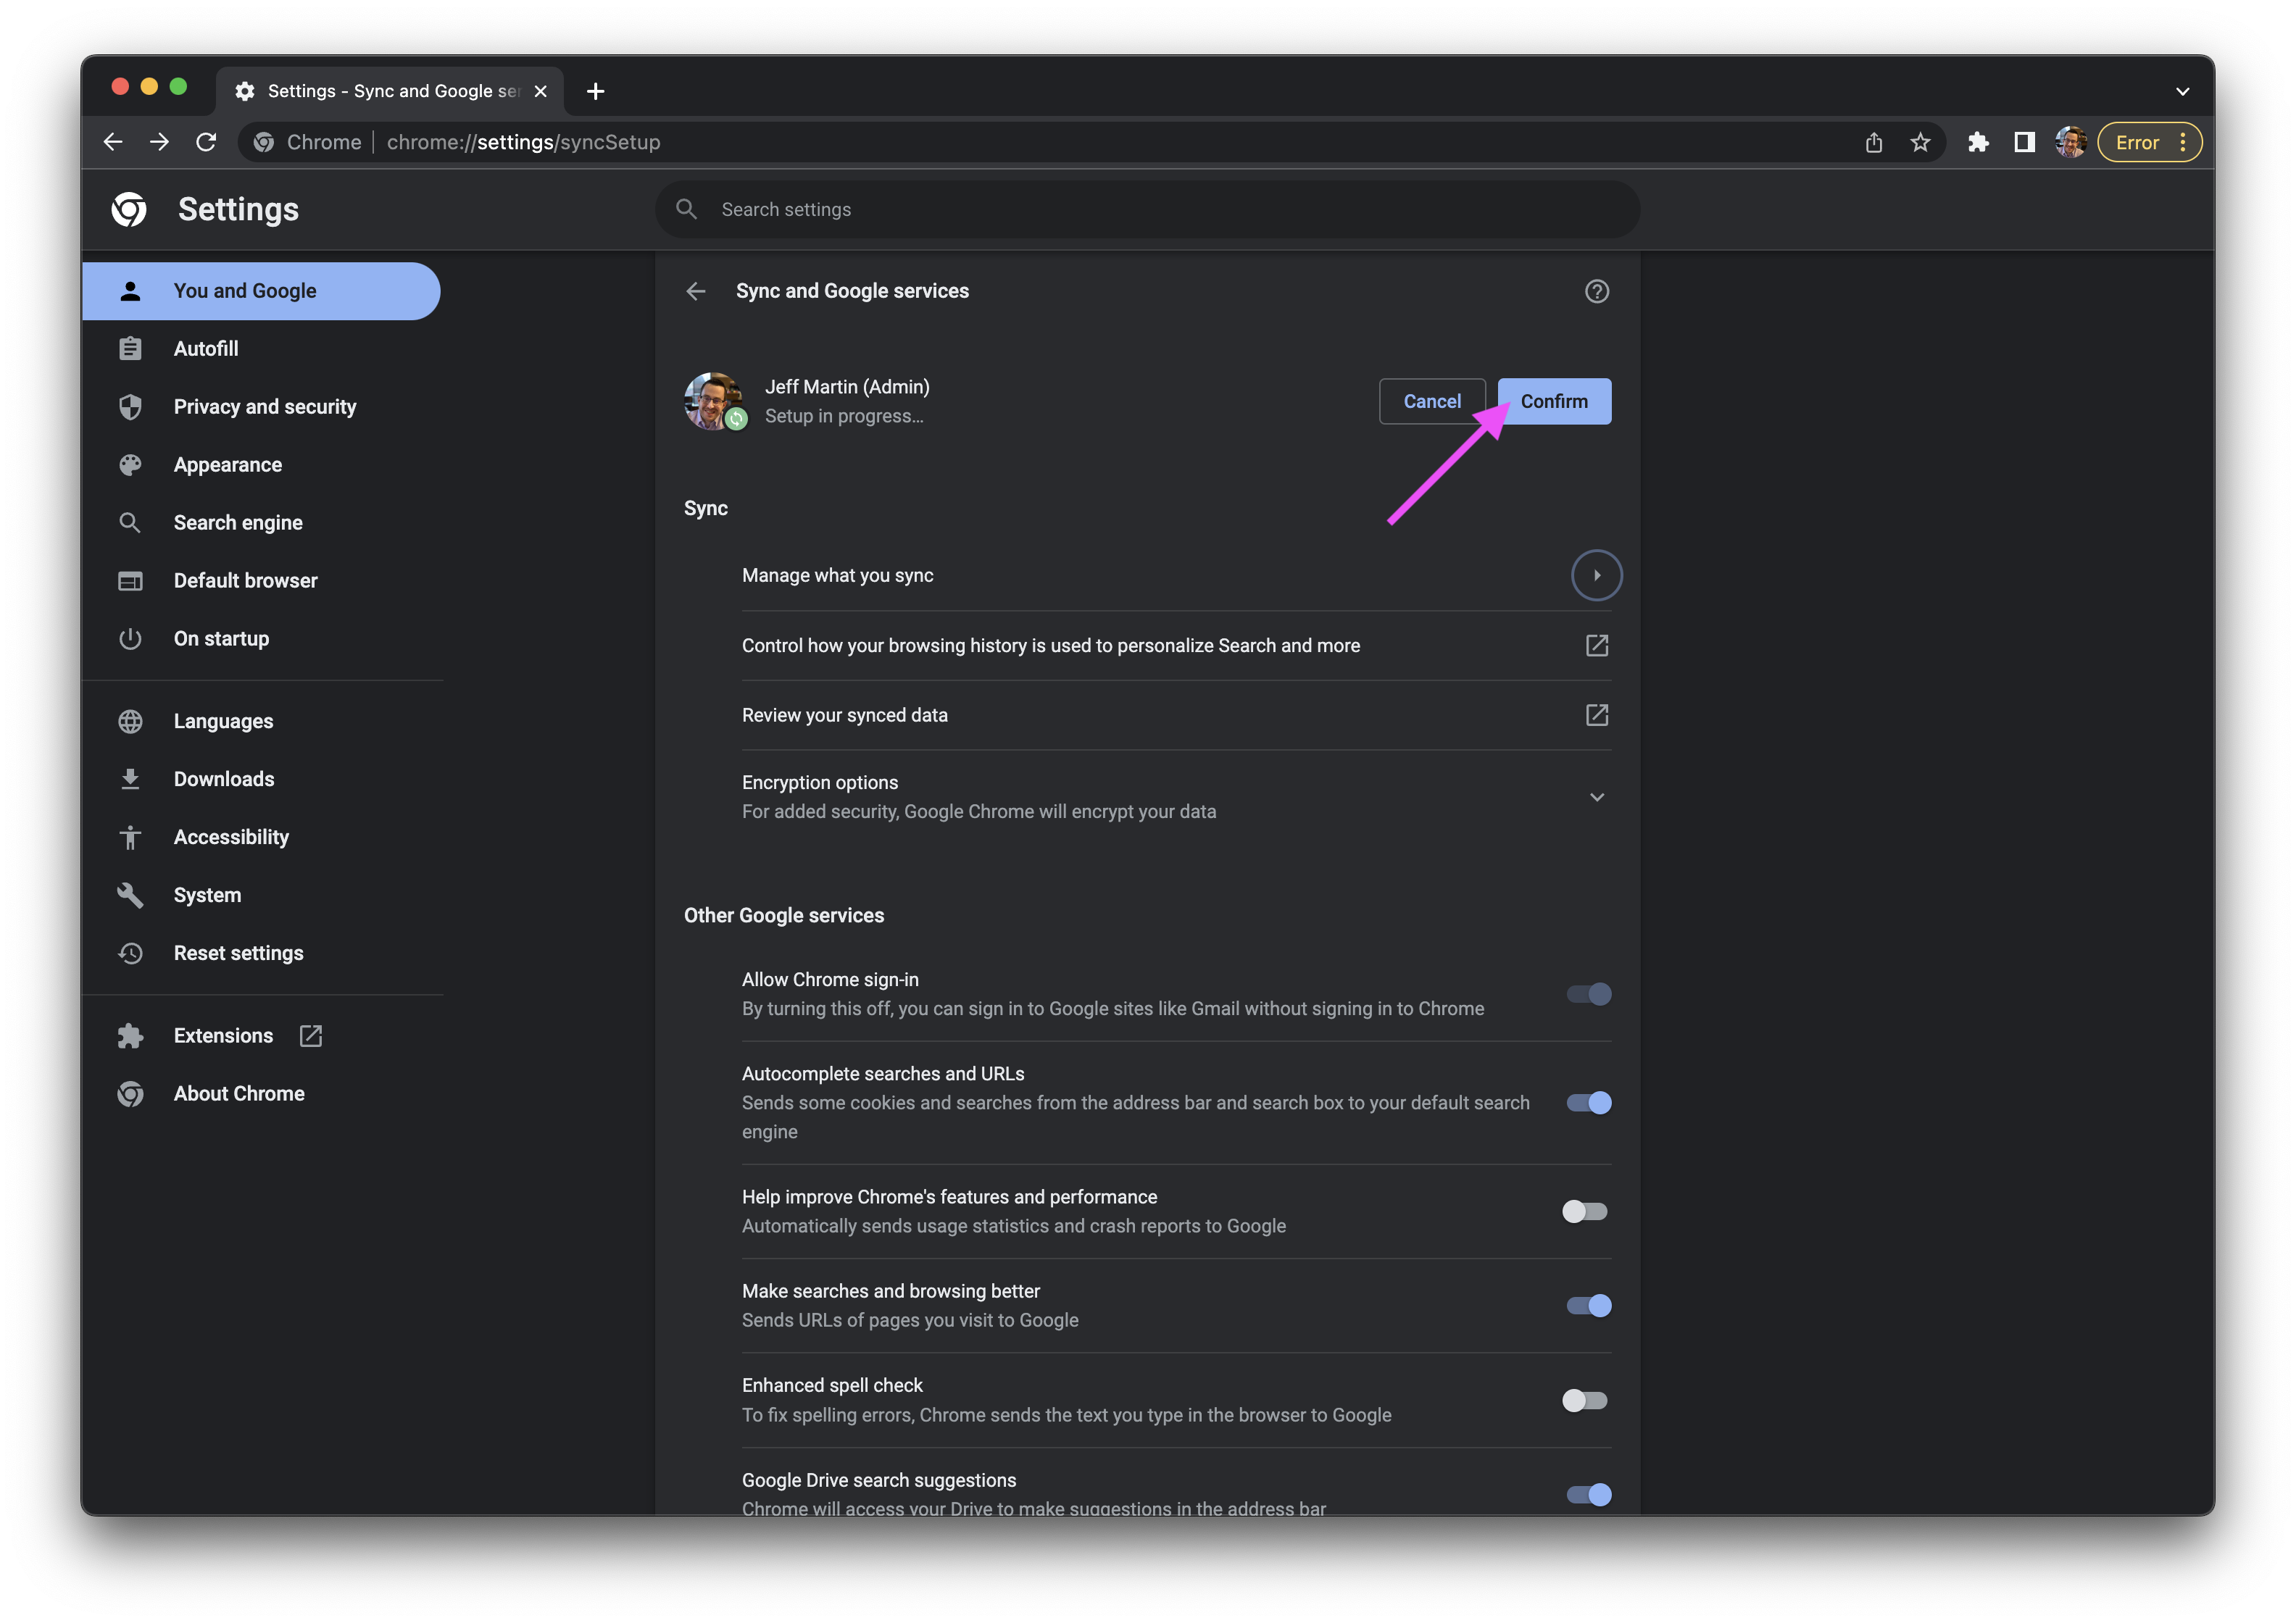 Settings - Sync and Google ser
Chrome | chrome://settings/syncSetup
Error
Settings
Search settings
You and Google
Autofill
Privacy and security
Appearance
Search engine
Default browser
On startup
Languages
Downloads
Accessibility
System
Reset settings
Extensions
About Chrome
Sync and Google services
Jeff Martin (Admin)
Setup in progress...
Cancel
Confirm
Sync
Manage what you sync
Control how your browsing history is used to personalize Search and more
Review your synced data
Encryption options
For added security, Google Chrome will encrypt your data
Other Google services
Allow Chrome sign-in
By turning this off, you can sign in to Google sites like Gmail without signing in to Chrome
Autocomplete searches and URLs
Sends some cookies and searches from the address bar and search box to your default search
engine
Help improve Chrome's features and performance
Automatically sends usage statistics and crash reports to Google
Make searches and browsing better
Sends URLs of pages you visit to Google
Enhanced spell check
To fix spelling errors, Chrome sends the text you type in the browser to Google
Google Drive search suggestions
Chrome will access your Drive to make suggestions in the address bar